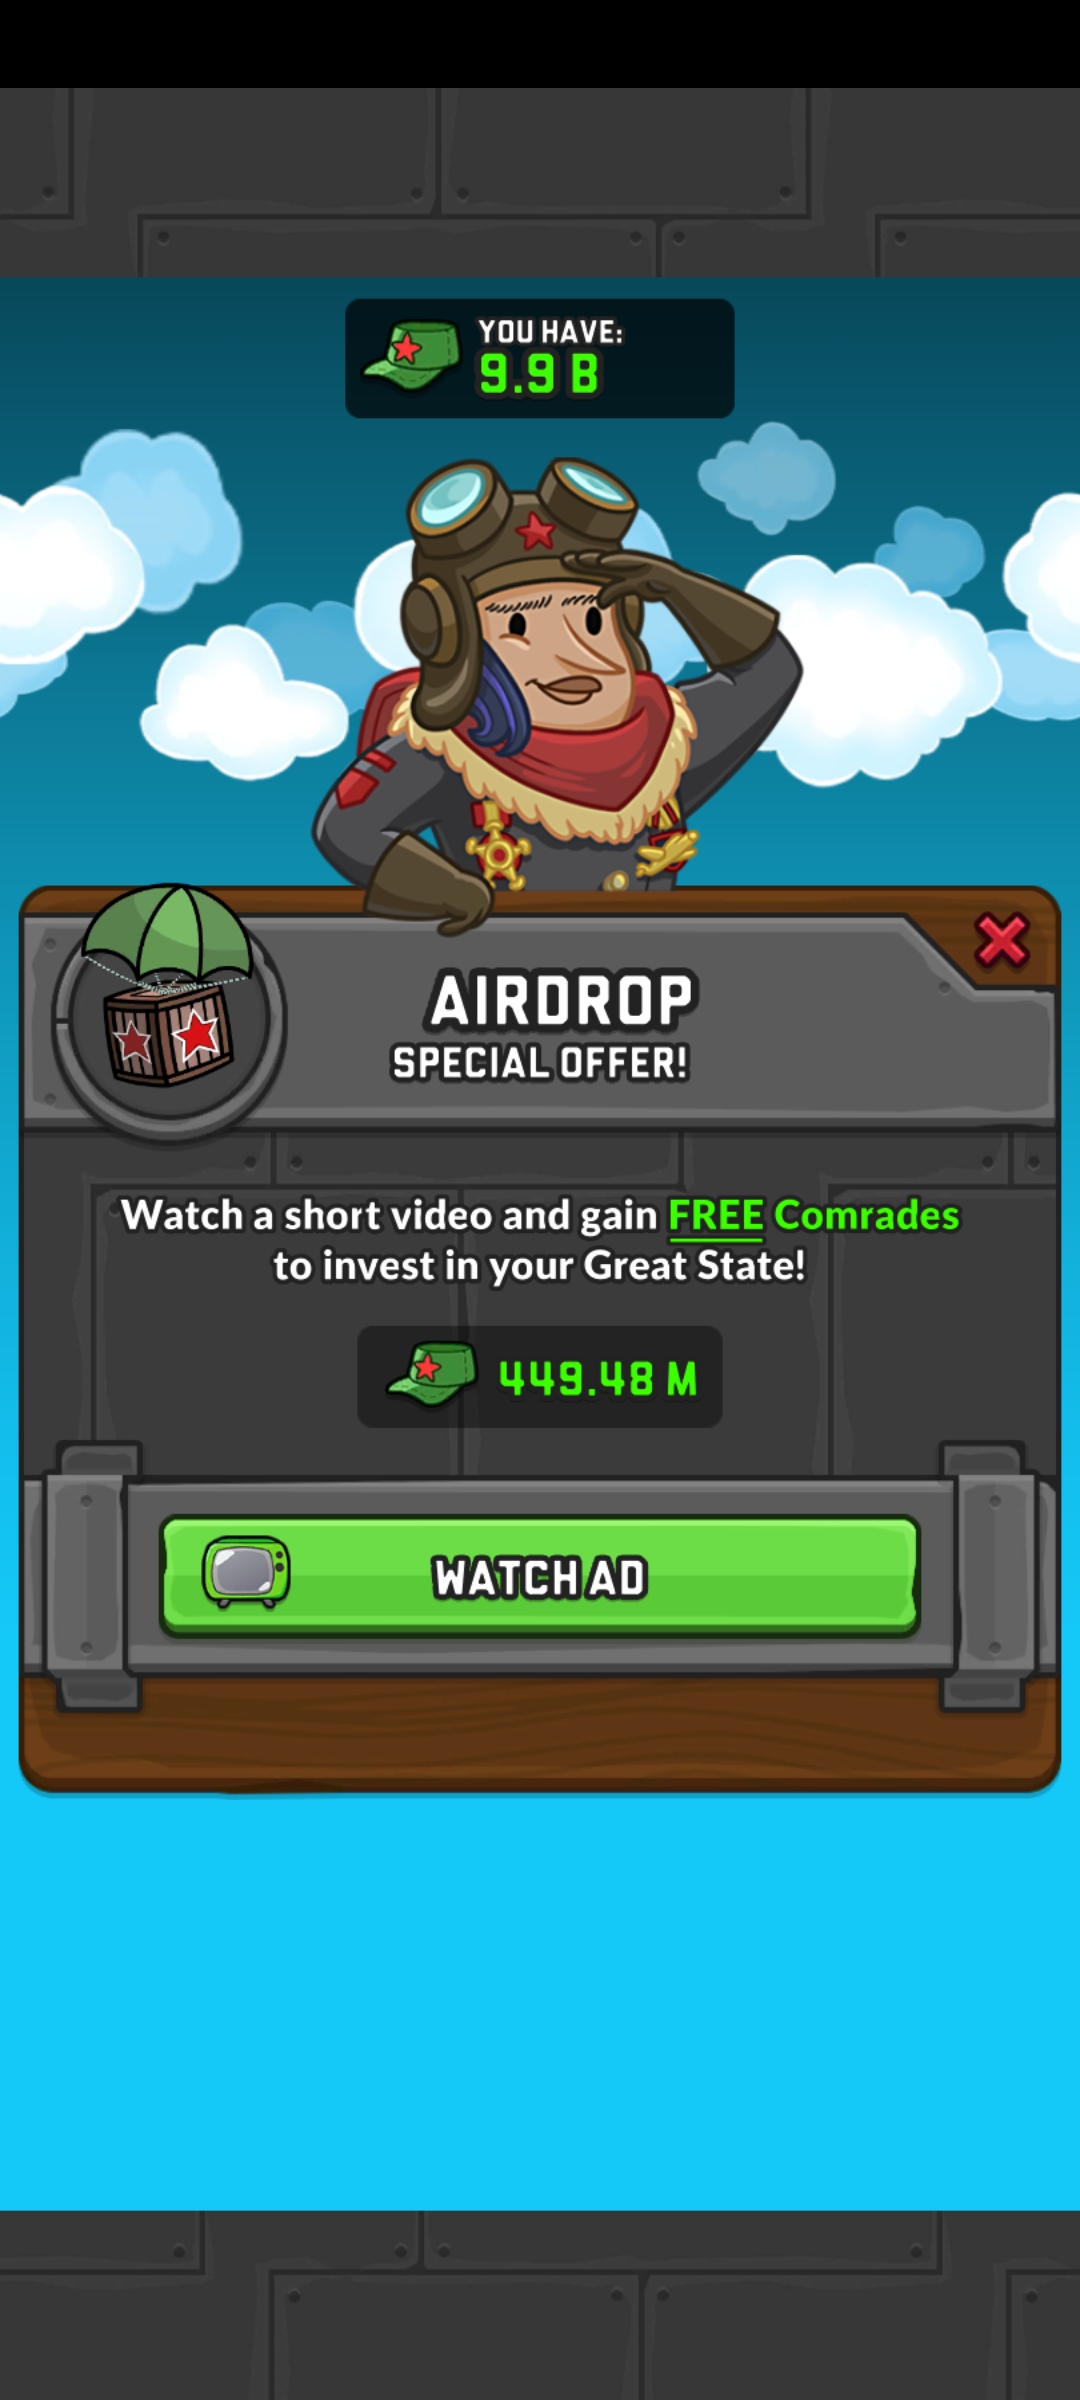 YOU HAVE:
9.9 B
AIRDROP
SPECIAL OFFER!
Watch a short video and gain FREE Comrades
to invest in your Great State!
449.48 M
WATCH AD